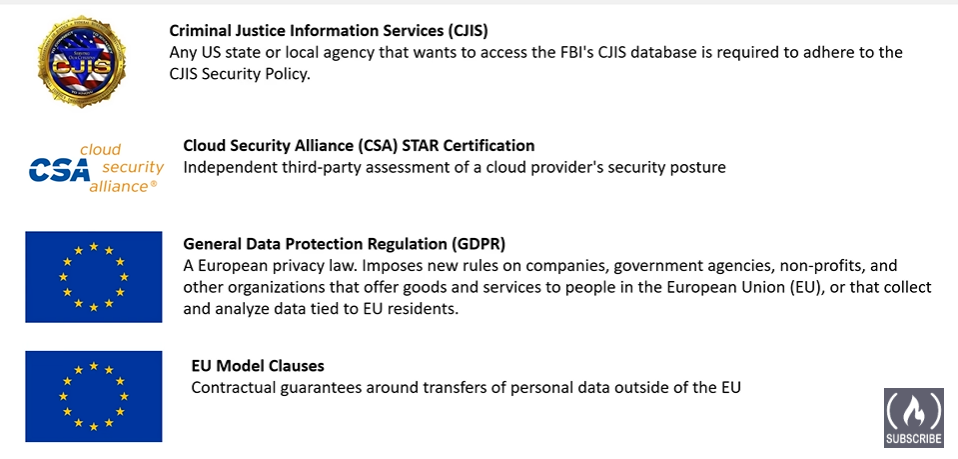 Criminal Justice Information Services (CJIS)
Any US state or local agency that wants to access the FBI's CJIS database is required to adhere to the
CJIS Security Policy.
CJIS
cloud
CSA security
alliance®
Cloud Security Alliance (CSA) STAR Certification
Independent third-party assessment of a cloud provider's security posture
General Data Protection Regulation (GDPR)
A European privacy law. Imposes new rules on companies, government agencies, non-profits, and
other organizations that offer goods and services to people in the European Union (EU), or that collect
and analyze data tied to EU residents.
EU Model Clauses
Contractual guarantees around transfers of personal data outside of the EU
SUBSCRIBE